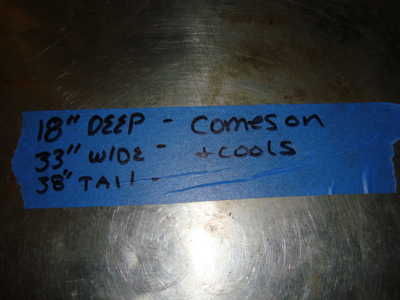 18" DEEP - Comes on
33" WIDE - + COOLS
38" TALL -